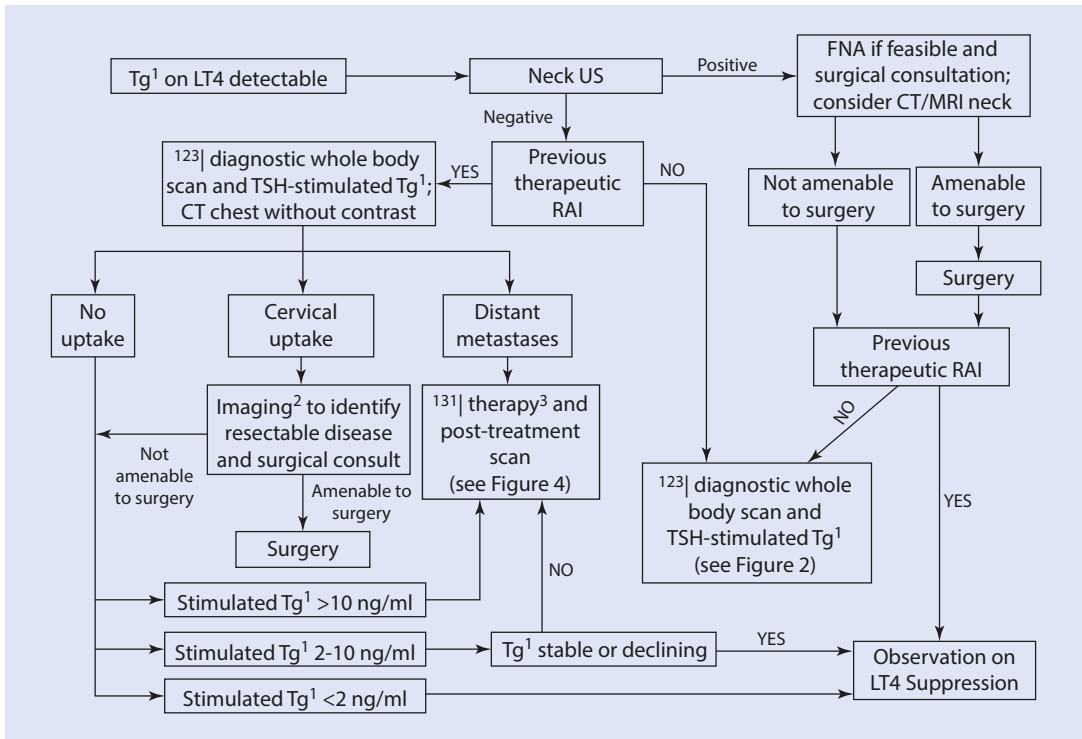 Tg¹ on LT4 detectable
Neck US
Positive
FNA if feasible and
surgical consultation;
consider CT/MRI neck
Negative
¹²³| diagnostic whole body
scan and TSH-stimulated Tg¹;
CT chest without contrast
YES
Previous
therapeutic
RAI
NO
Not amenable
to surgery
Amenable
to surgery
Surgery
No
uptake
Cervical
uptake
Distant
metastases
Previous
therapeutic RAI
Imaging² to identify
resectable disease
and surgical consult
¹³¹| therapy³ and
post-treatment
scan
(see Figure 4)
NO
Not
amenable
to surgery
Amenable to
surgery
Surgery
¹²³| diagnostic whole
body scan and
TSH-stimulated Tg¹
(see Figure 2)
YES
NO
Stimulated Tg¹ >10 ng/ml
Stimulated Tg¹ 2-10 ng/ml
Tg¹ stable or declining
YES
Observation on
LT4 Suppression
Stimulated Tg¹ <2 ng/ml